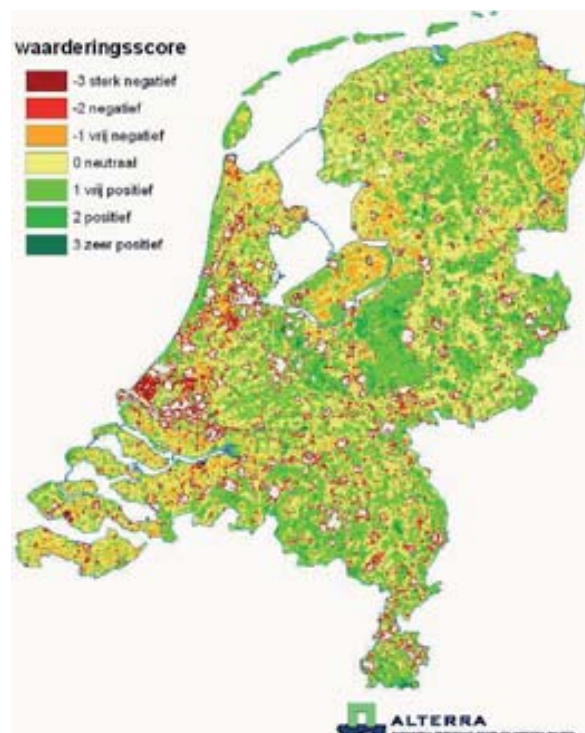 waarderingsscore
-3 sterk negatief
-2 negatief
-1 vrij negatief
0 neutraal
1 vrij positief
2 positief
3 zeer positief
ALTERRA